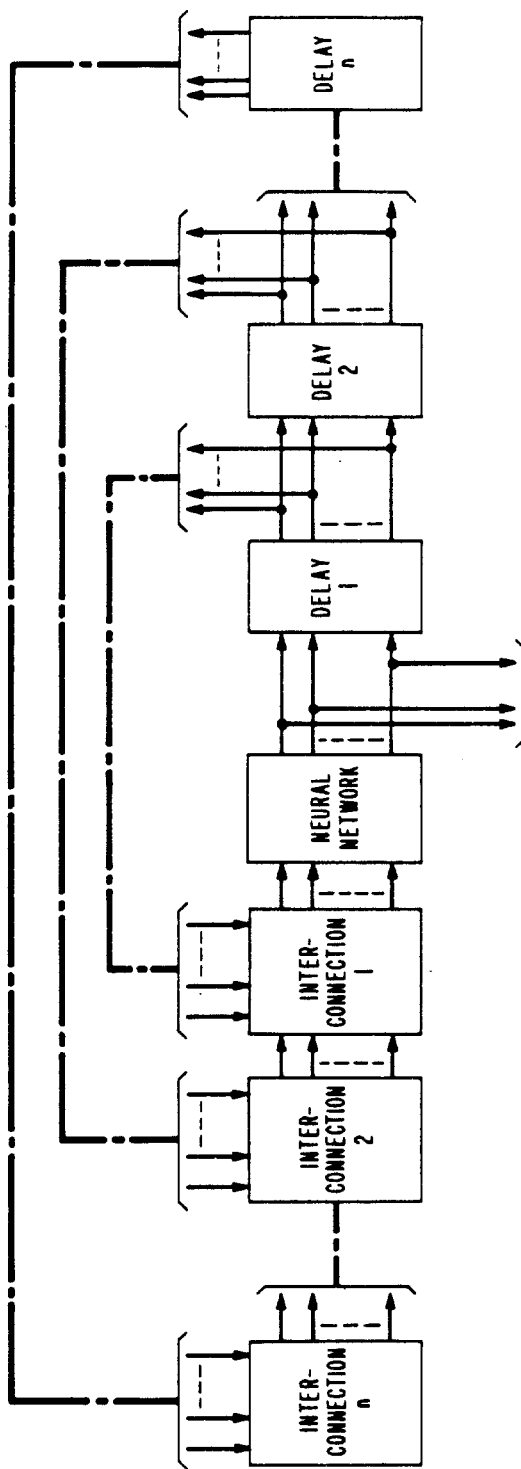 INTER-
CONNECTION
n
INTER-
CONNECTION
2
INTER-
CONNECTION
1
NEURAL
NETWORK
DELAY
1
DELAY
2
DELAY
n